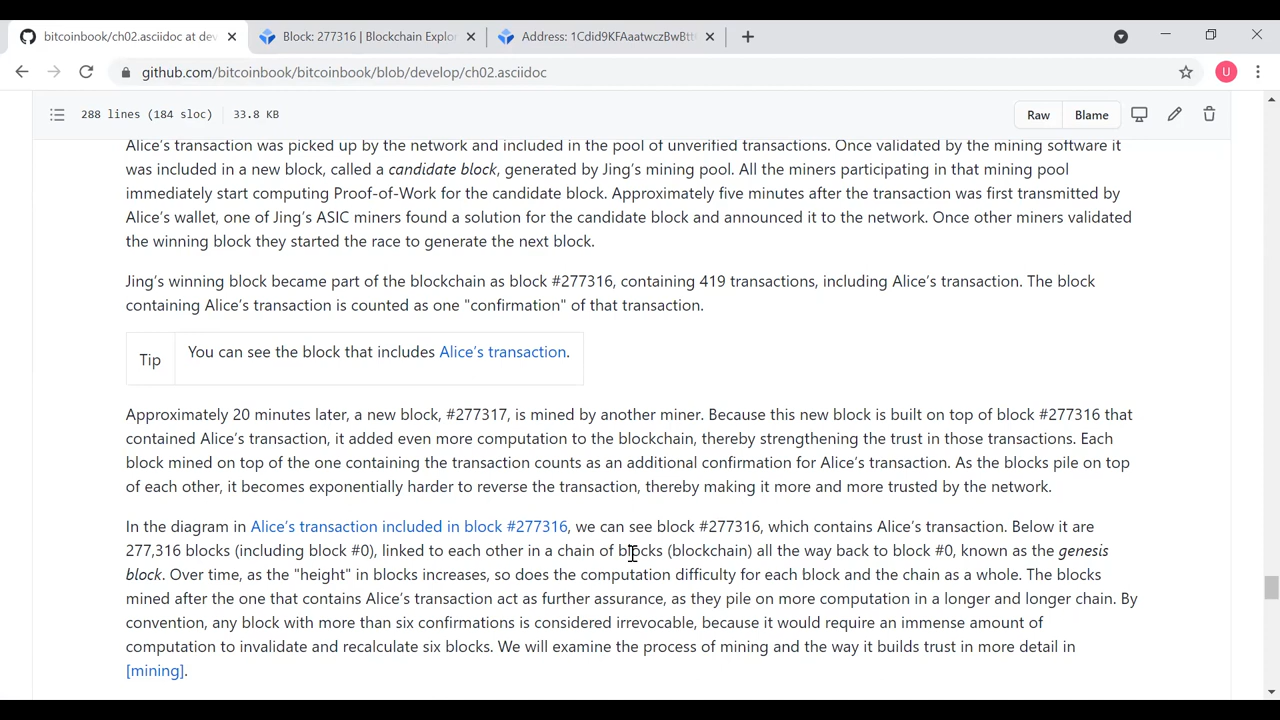 bitcoinbook/ch02.asciidoc at dev
Block: 277316 | Blockchain Explor
Address: 1Cdid9KFAaatwczBwBtt
github.com/bitcoinbook/bitcoinbook/blob/develop/ch02.asciidoc
U
288 lines (184 sloc) 33.8 KB
Raw Blame
Alice's transaction was picked up by the network and included in the pool of unverified transactions. Once validated by the mining software it
was included in a new block, called a candidate block, generated by Jing's mining pool. All the miners participating in that mining pool
immediately start computing Proof-of-Work for the candidate block. Approximately five minutes after the transaction was first transmitted by
Alice's wallet, one of Jing's ASIC miners found a solution for the candidate block and announced it to the network. Once other miners validated
the winning block they started the race to generate the next block.
Jing's winning block became part of the blockchain as block #277316, containing 419 transactions, including Alice's transaction. The block
containing Alice's transaction is counted as one "confirmation" of that transaction.
Tip
You can see the block that includes Alice's transaction.
Approximately 20 minutes later, a new block, #277317, is mined by another miner. Because this new block is built on top of block #277316 that
contained Alice's transaction, it added even more computation to the blockchain, thereby strengthening the trust in those transactions. Each
block mined on top of the one containing the transaction counts as an additional confirmation for Alice's transaction. As the blocks pile on top
of each other, it becomes exponentially harder to reverse the transaction, thereby making it more and more trusted by the network.
In the diagram in Alice's transaction included in block #277316, we can see block #277316, which contains Alice's transaction. Below it are
277,316 blocks (including block #0), linked to each other in a chain of blocks (blockchain) all the way back to block #0, known as the genesis
block. Over time, as the "height" in blocks increases, so does the computation difficulty for each block and the chain as a whole. The blocks
mined after the one that contains Alice's transaction act as further assurance, as they pile on more computation in a longer and longer chain. By
convention, any block with more than six confirmations is considered irrevocable, because it would require an immense amount of
computation to invalidate and recalculate six blocks. We will examine the process of mining and the way it builds trust in more detail in
[mining].